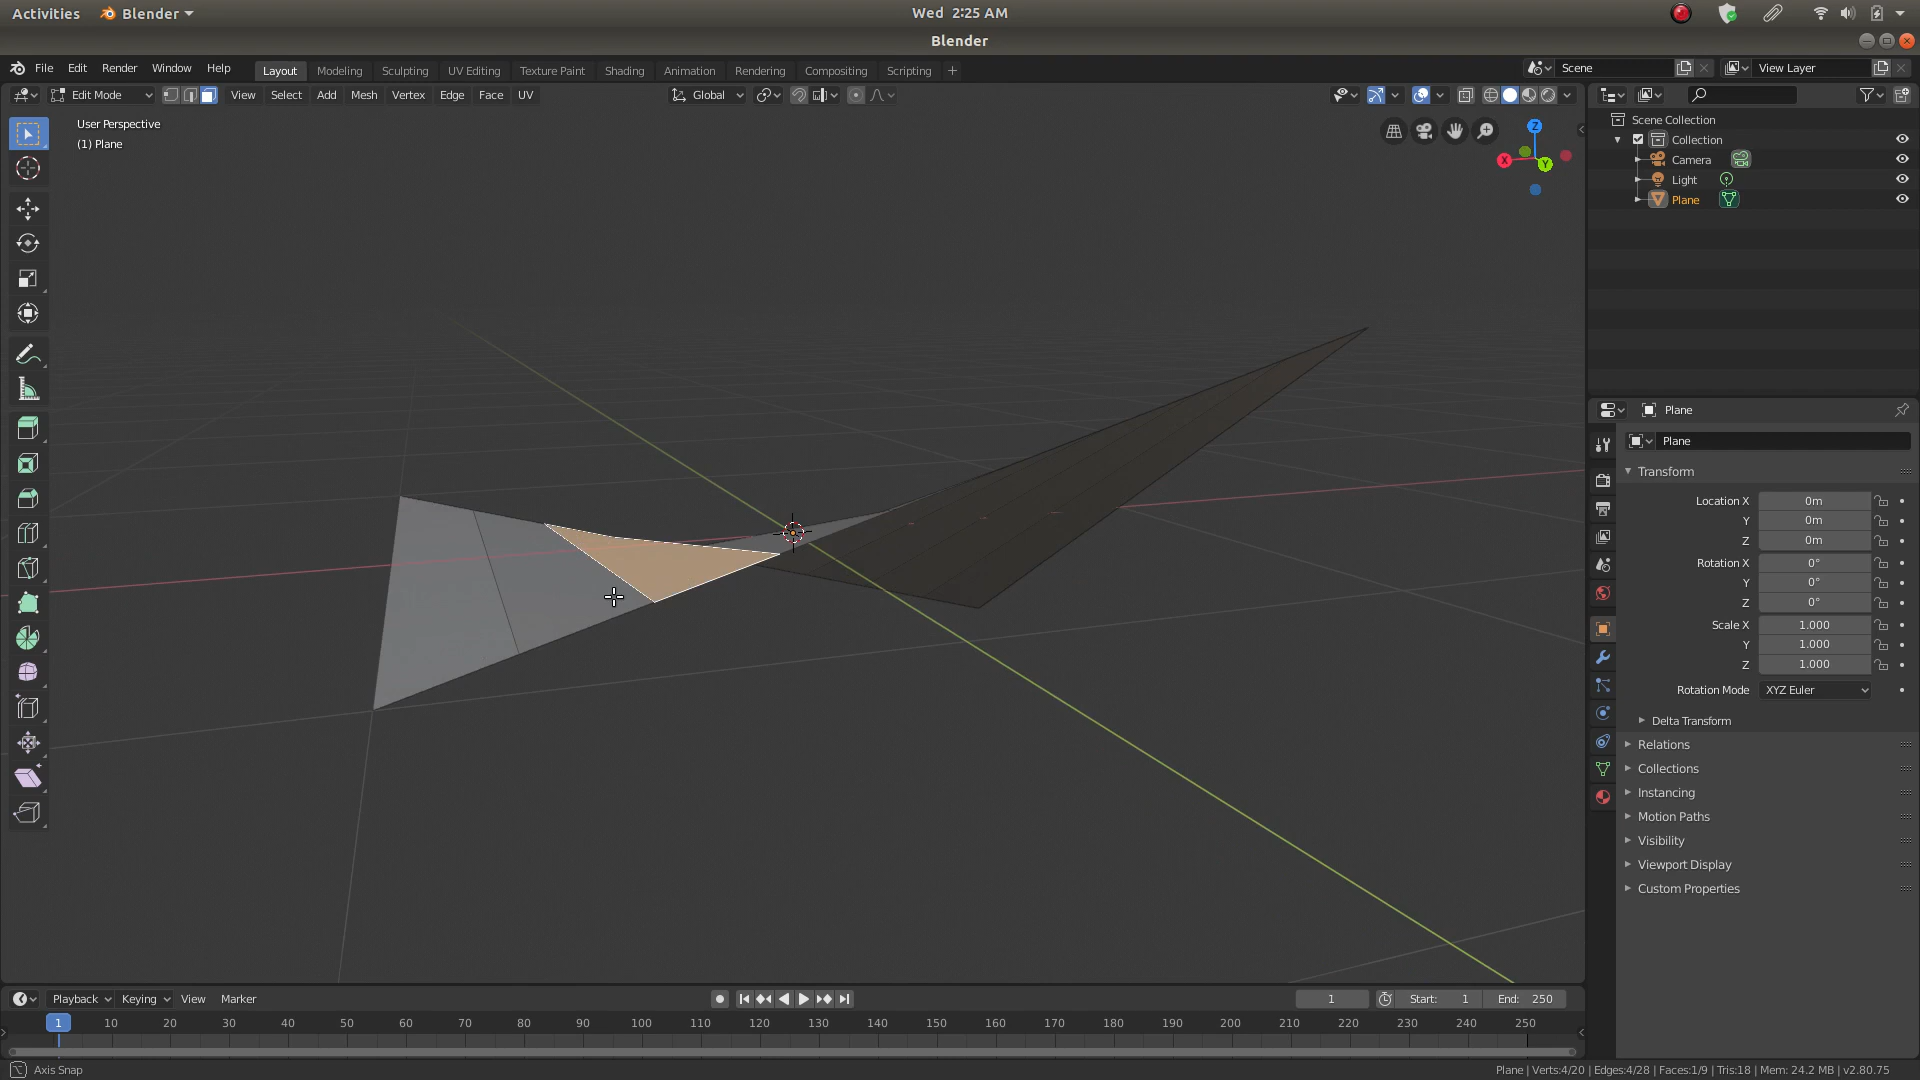 Activities Blender Wed 2:25 AM
Blender
File Edit Render Window Help Layout Modeling Sculpting UV Editing Texture Paint Shading Animation Rendering Compositing Scripting + Scene View Layer
Edit Mode View Select Add Mesh Vertex Edge Face UV Global
User Perspective
(1) Plane
Z
X
Y
Scene Collection
Collection
Camera
Light
Plane
Plane
Plane
Transform
Location X 0m
Y 0m
Z 0m
Rotation X 0°
Y 0°
Z 0°
Scale X 1.000
Y 1.000
Z 1.000
Rotation Mode XYZ Euler
Delta Transform
Relations
Collections
Instancing
Motion Paths
Visibility
Viewport Display
Custom Properties
Playback Keying View Marker 1 Start: 1 End: 250
1 10 20 30 40 50 60 70 80 90 100 110 120 130 140 150 160 170 180 190 200 210 220 230 240 250
Axis Snap Plane | Verts:4/20 | Edges:4/28 | Faces:1/9 | Tris:18 | Mem: 24.2 MB | v2.80.75